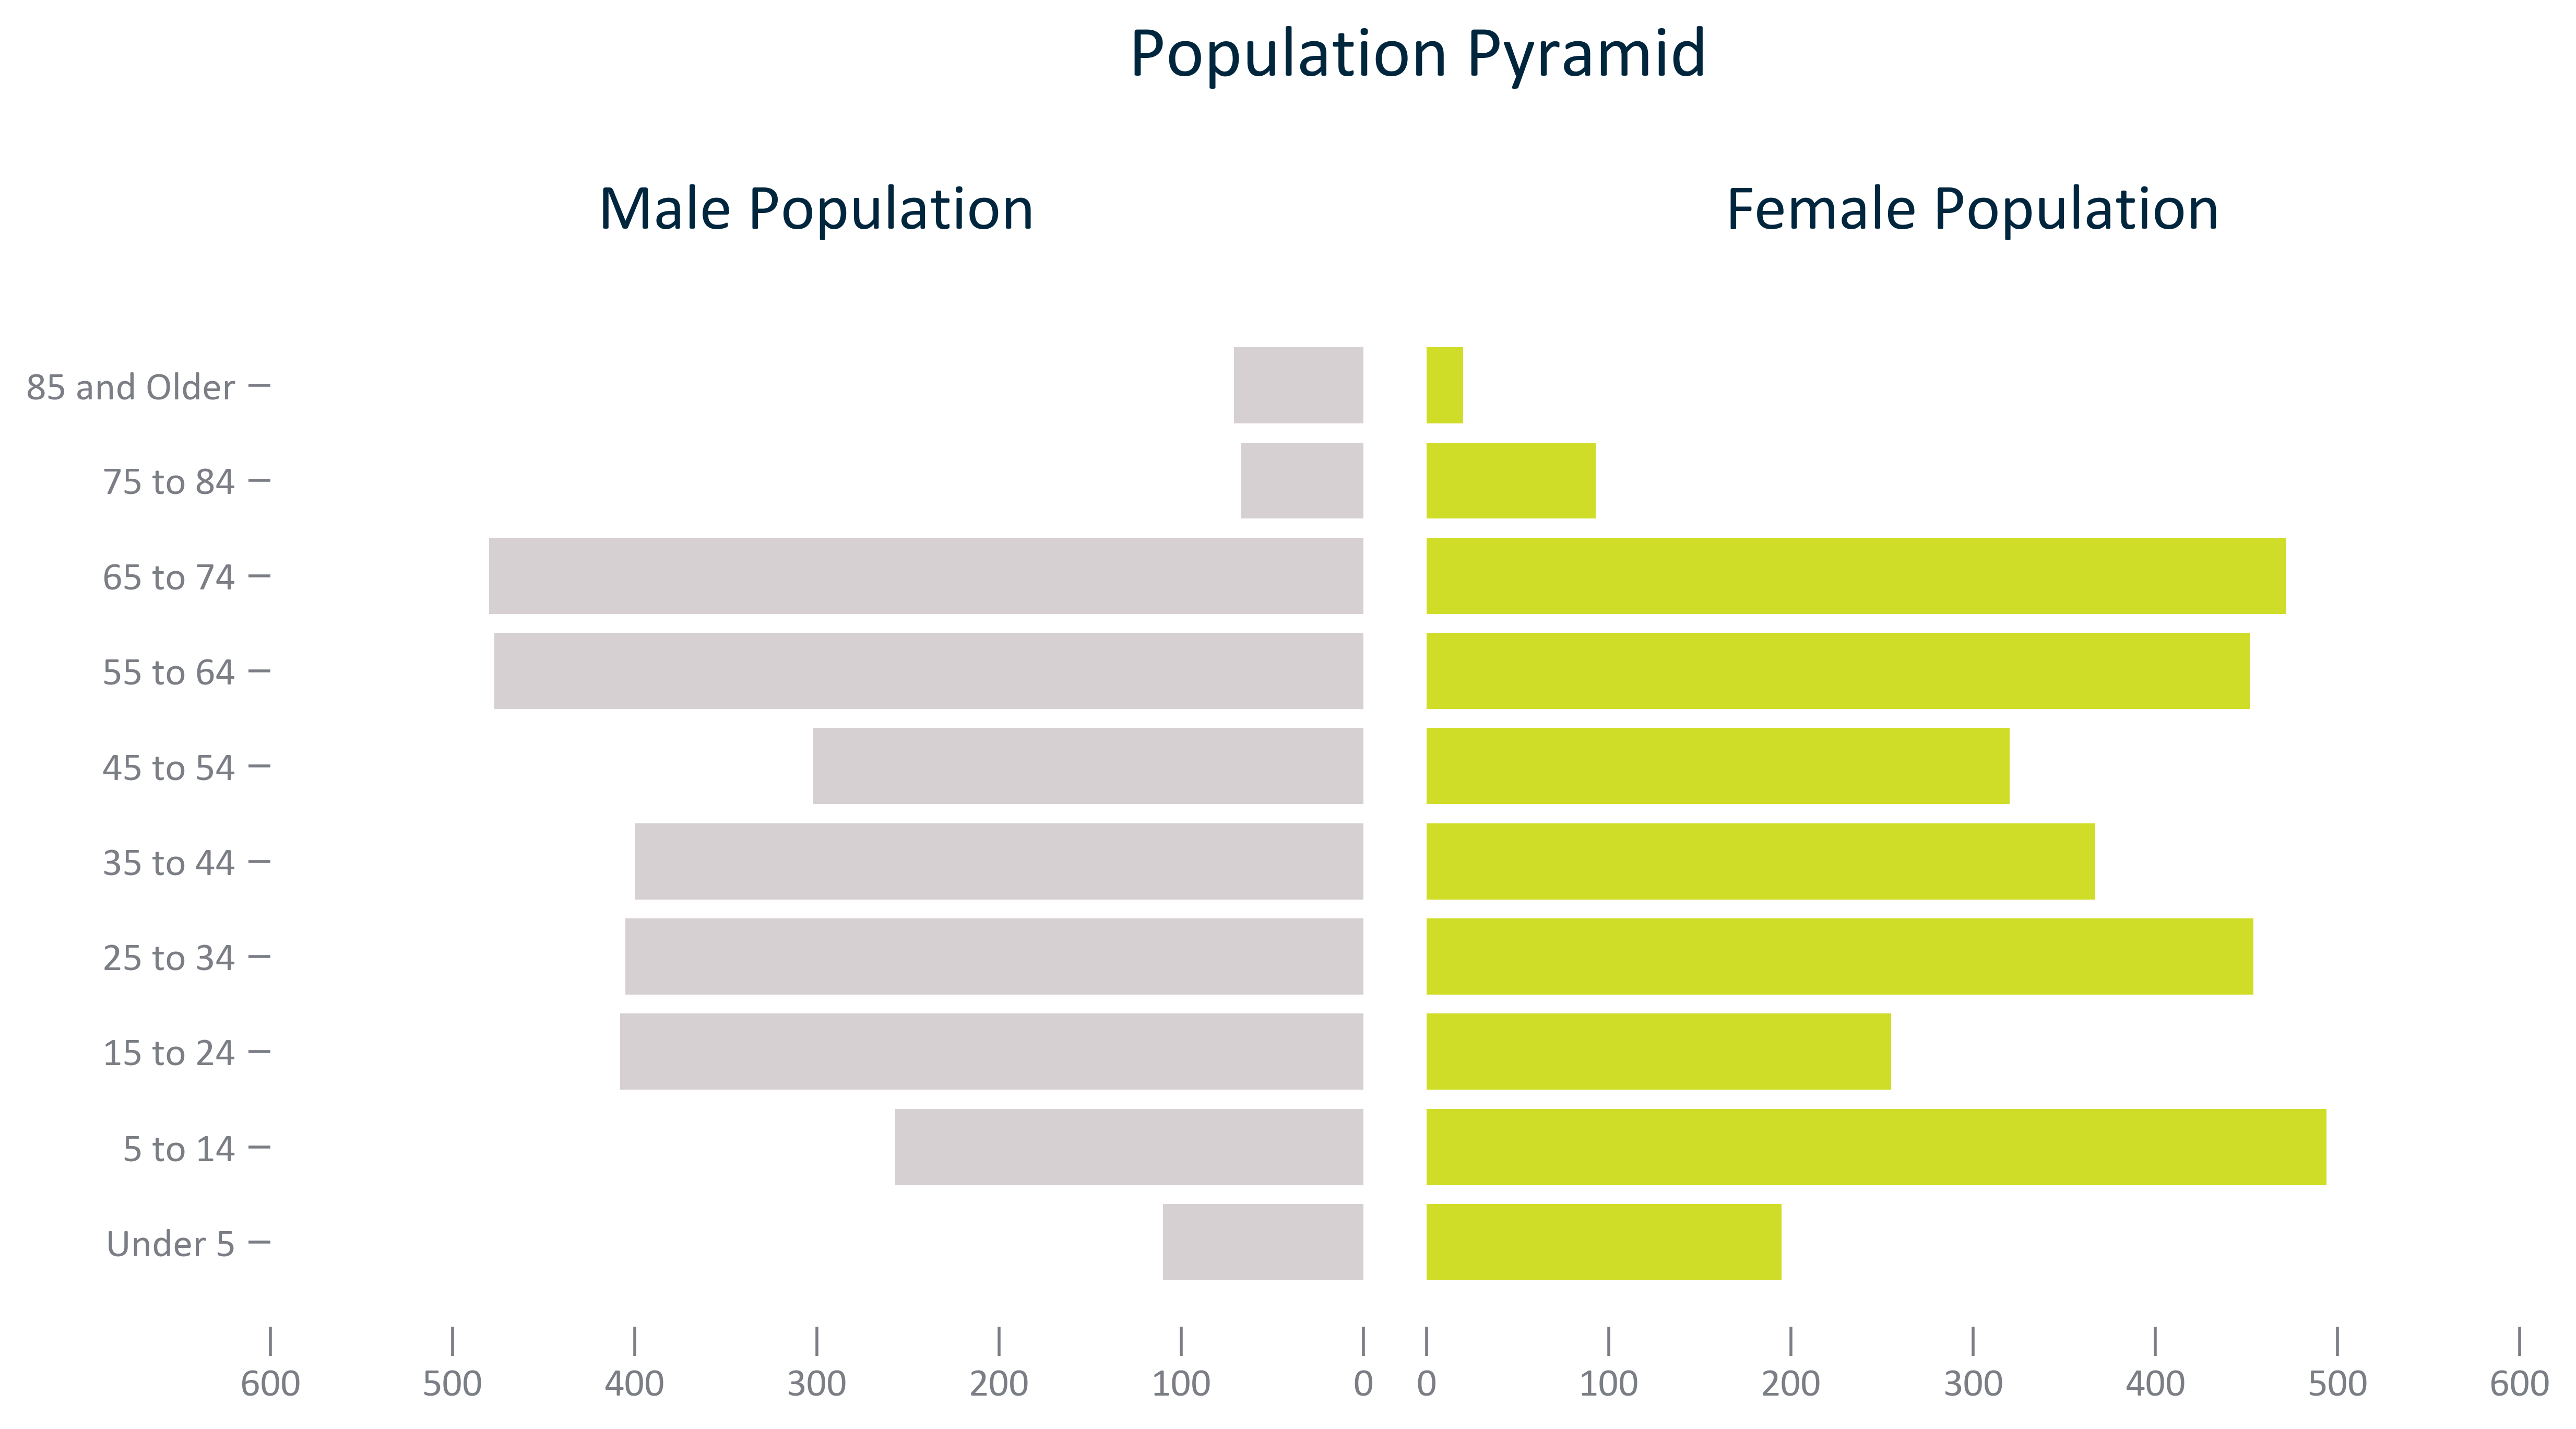 Population Pyramid
Male Population
Female Population
85 and Older
75 to 84
65 to 74
55 to 64
45 to 54
35 to 44
25 to 34
15 to 24
5 to 14
Under 5
600 500 400 300 200 100 0 0 100 200 300 400 500 600